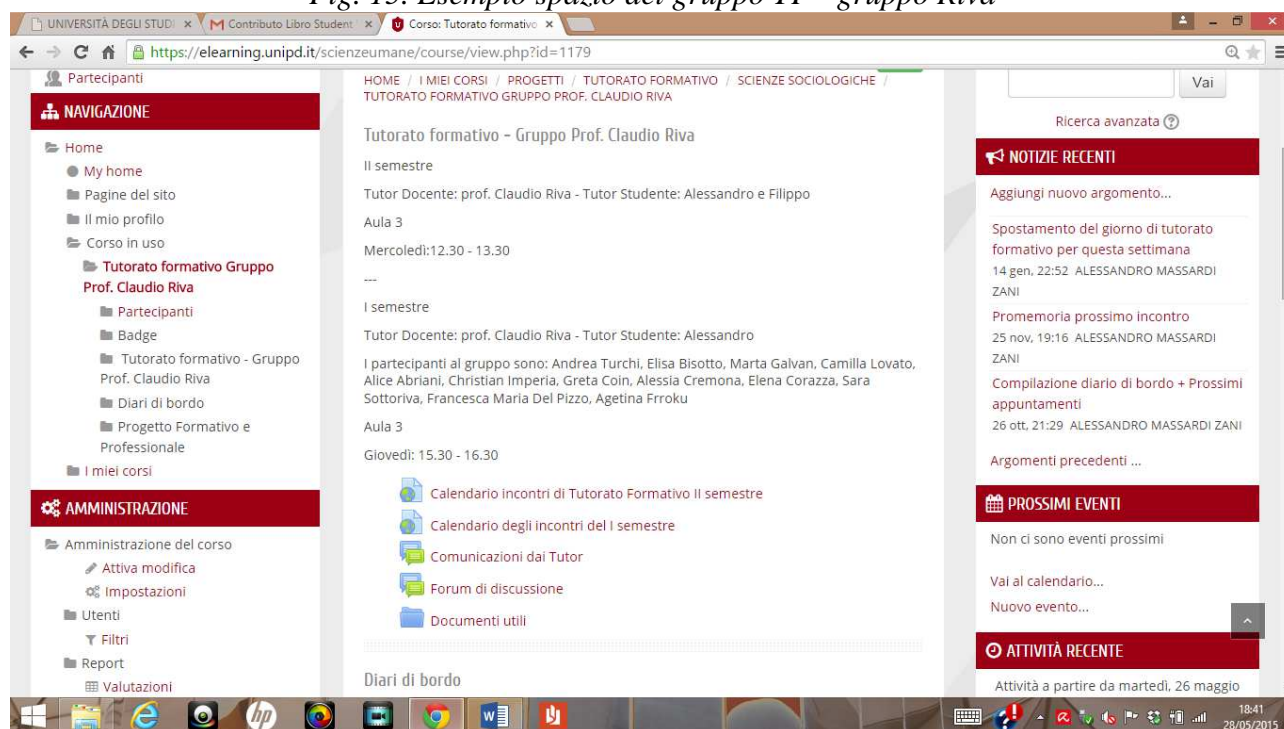 Fig. 13. Esempio spazio del gruppo TF – gruppo Riva
UNIVERSITÀ DEGLI STUDI
Contributo Libro Student
Corso: Tutorato formativo
https://elearning.unipd.it/scienzeumane/course/view.php?id=1179
Partecipanti
NAVIGAZIONE
Home
My home
Pagine del sito
Il mio profilo
Corso in uso
Tutorato formativo Gruppo
Prof. Claudio Riva
Partecipanti
Badge
Tutorato formativo - Gruppo
Prof. Claudio Riva
Diari di bordo
Progetto Formativo e
Professionale
I miei corsi
AMMINISTRAZIONE
Amministrazione del corso
Attiva modifica
Impostazioni
Utenti
Filtri
Report
Valutazioni
HOME / I MIEI CORSI / PROGETTI / TUTORATO FORMATIVO / SCIENZE SOCIOLOGICHE /
TUTORATO FORMATIVO GRUPPO PROF. CLAUDIO RIVA
Tutorato formativo - Gruppo Prof. Claudio Riva
II semestre
Tutor Docente: prof. Claudio Riva - Tutor Studente: Alessandro e Filippo
Aula 3
Mercoledì:12.30 - 13.30
---
I semestre
Tutor Docente: prof. Claudio Riva - Tutor Studente: Alessandro
I partecipanti al gruppo sono: Andrea Turchi, Elisa Bisotto, Marta Galvan, Camilla Lovato,
Alice Abriani, Christian Imperia, Greta Coin, Alessia Cremona, Elena Corazza, Sara
Sottoriva, Francesca Maria Del Pizzo, Agetina Frroku
Aula 3
Giovedì: 15.30 - 16.30
Calendario incontri di Tutorato Formativo II semestre
Calendario degli incontri del I semestre
Comunicazioni dai Tutor
Forum di discussione
Documenti utili
Diari di bordo
Vai
Ricerca avanzata
NOTIZIE RECENTI
Aggiungi nuovo argomento...
Spostamento del giorno di tutorato
formativo per questa settimana
14 gen, 22:52 ALESSANDRO MASSARDI
ZANI
Promemoria prossimo incontro
25 nov, 19:16 ALESSANDRO MASSARDI
ZANI
Compilazione diario di bordo + Prossimi
appuntamenti
26 ott, 21:29 ALESSANDRO MASSARDI ZANI
Argomenti precedenti ...
PROSSIMI EVENTI
Non ci sono eventi prossimi
Vai al calendario...
Nuovo evento...
ATTIVITÀ RECENTE
Attività a partire da martedì, 26 maggio
18:41
28/05/2015